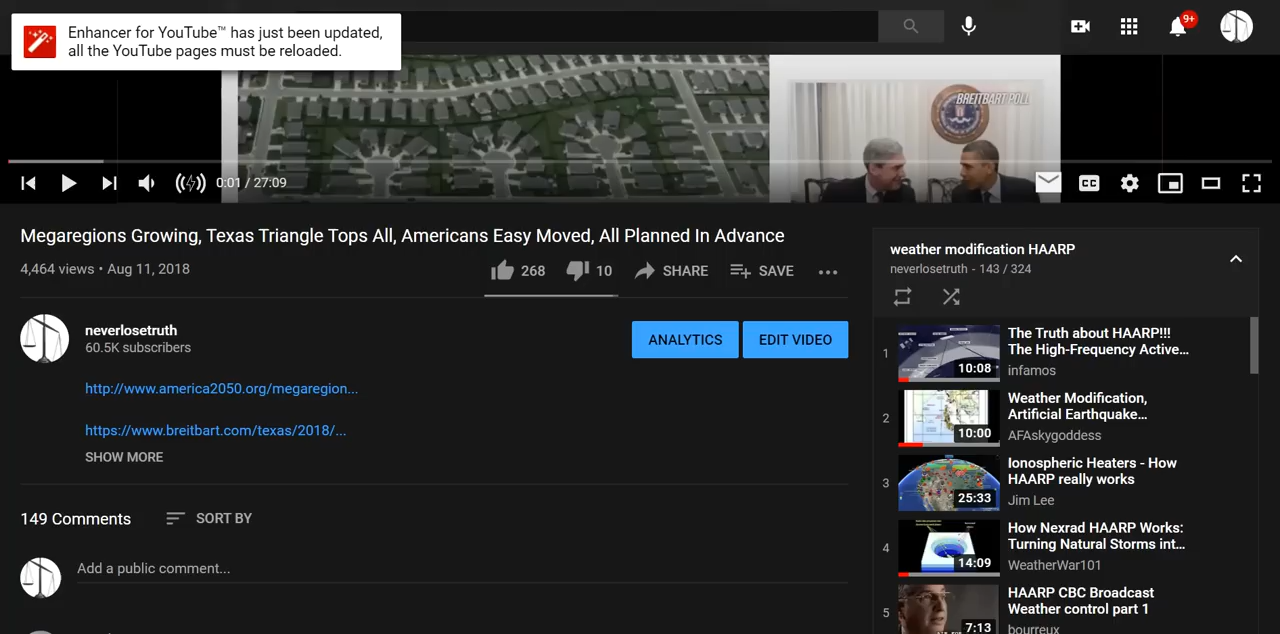 Enhancer for YouTube™ has just been updated,
all the YouTube pages must be reloaded.
9+
BREITBART POLL
0:01 / 27:09
CC
Megaregions Growing, Texas Triangle Tops All, Americans Easy Moved, All Planned In Advance
4,464 views • Aug 11, 2018
268
10
SHARE
SAVE
neverlosetruth
60.5K subscribers
ANALYTICS
EDIT VIDEO
http://www.america2050.org/megaregion...
https://www.breitbart.com/texas/2018/...
SHOW MORE
149 Comments
SORT BY
Add a public comment...
weather modification HAARP
neverlosetruth - 143 / 324
1
10:08
The Truth about HAARP!!!
The High-Frequency Active…
infamos
2
10:00
Weather Modification,
Artificial Earthquake…
AFAskygoddess
3
25:33
Ionospheric Heaters - How
HAARP really works
Jim Lee
4
14:09
How Nexrad HAARP Works:
Turning Natural Storms int…
WeatherWar101
5
7:13
HAARP CBC Broadcast
Weather control part 1
bourreux